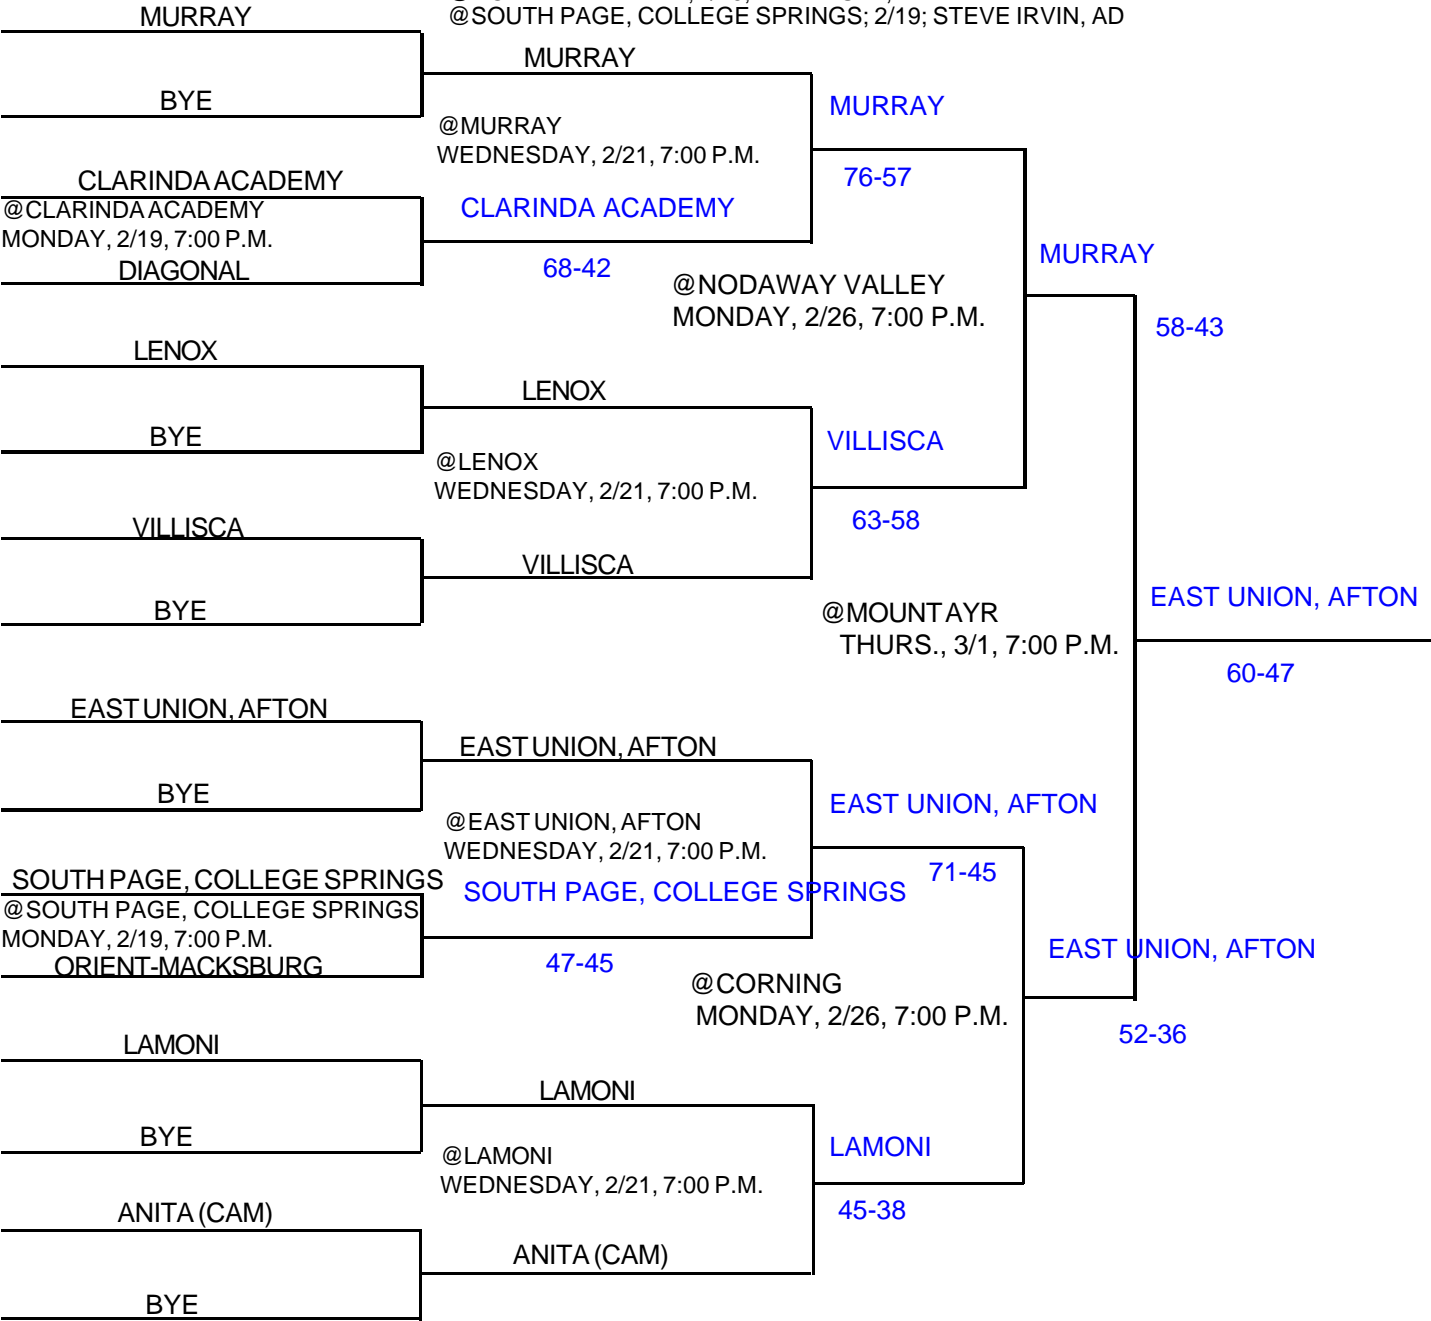 @SOUTH PAGE, COLLEGE SPRINGS; 2/19; STEVE IRVIN, AD
MURRAY
BYE
CLARINDA ACADEMY
@CLARINDA ACADEMY
MONDAY, 2/19, 7:00 P.M.
DIAGONAL
LENOX
BYE
VILLISCA
BYE
EAST UNION, AFTON
BYE
SOUTH PAGE, COLLEGE SPRINGS
@SOUTH PAGE, COLLEGE SPRINGS
MONDAY, 2/19, 7:00 P.M.
ORIENT-MACKSBURG
LAMONI
BYE
ANITA (CAM)
BYE
MURRAY
@MURRAY
WEDNESDAY, 2/21, 7:00 P.M.
CLARINDA ACADEMY
68-42
LENOX
@LENOX
WEDNESDAY, 2/21, 7:00 P.M.
VILLISCA
EAST UNION, AFTON
@EAST UNION, AFTON
WEDNESDAY, 2/21, 7:00 P.M.
SOUTH PAGE, COLLEGE SPRINGS
47-45
LAMONI
@LAMONI
WEDNESDAY, 2/21, 7:00 P.M.
ANITA (CAM)
MURRAY
76-57
@NODAWAY VALLEY
MONDAY, 2/26, 7:00 P.M.
VILLISCA
63-58
EAST UNION, AFTON
71-45
@CORNING
MONDAY, 2/26, 7:00 P.M.
LAMONI
45-38
MURRAY
58-43
@MOUNT AYR
THURS., 3/1, 7:00 P.M.
EAST UNION, AFTON
52-36
EAST UNION, AFTON
60-47